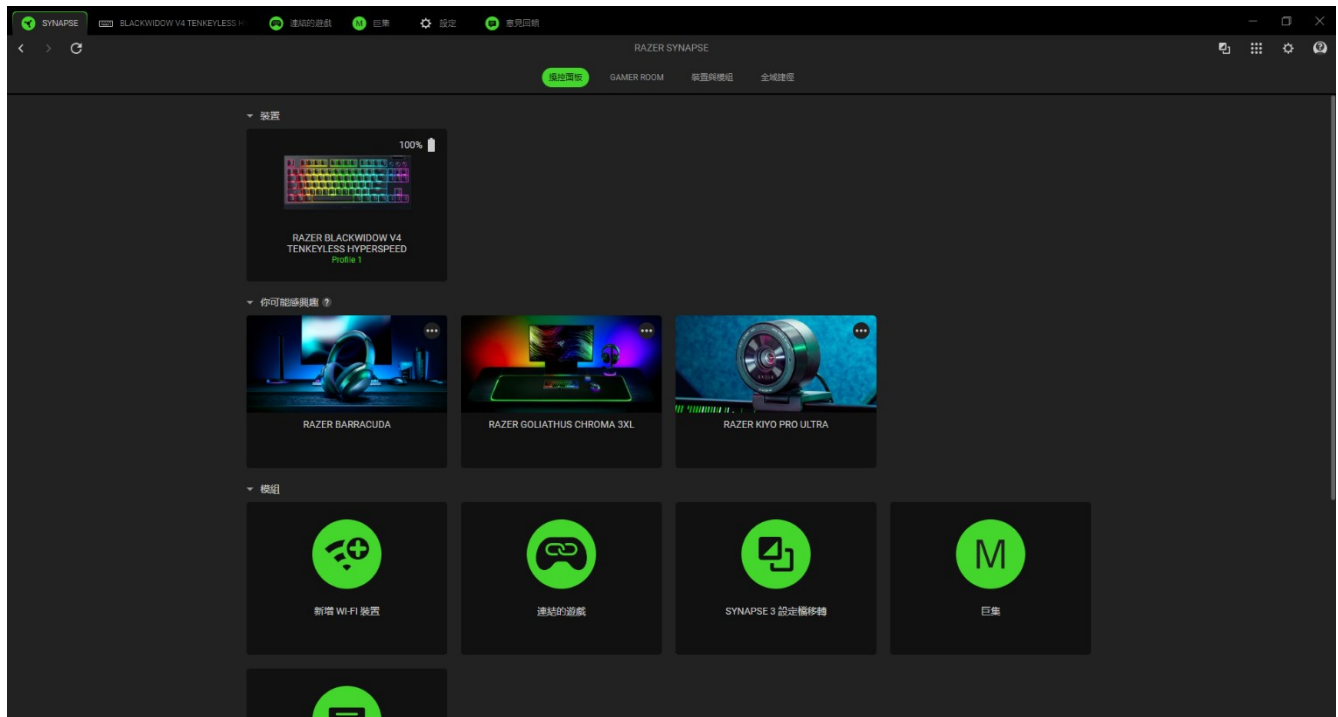 SYNAPSE
BLACKWIDOW V4 TENKEYLESS H
連結的遊戲
巨集
設定
意見回饋
RAZER SYNAPSE
操控面板
GAMER ROOM
裝置與模組
全域捷徑
裝置
100%
RAZER BLACKWIDOW V4
TENKEYLESS HYPERSPEED
Profile 1
你可能感興趣 ?
RAZER BARRACUDA
RAZER GOLIATHUS CHROMA 3XL
RAZER KIYO PRO ULTRA
模組
M
新增 WI-FI 裝置
連結的遊戲
SYNAPSE 3 設定檔移轉
巨集